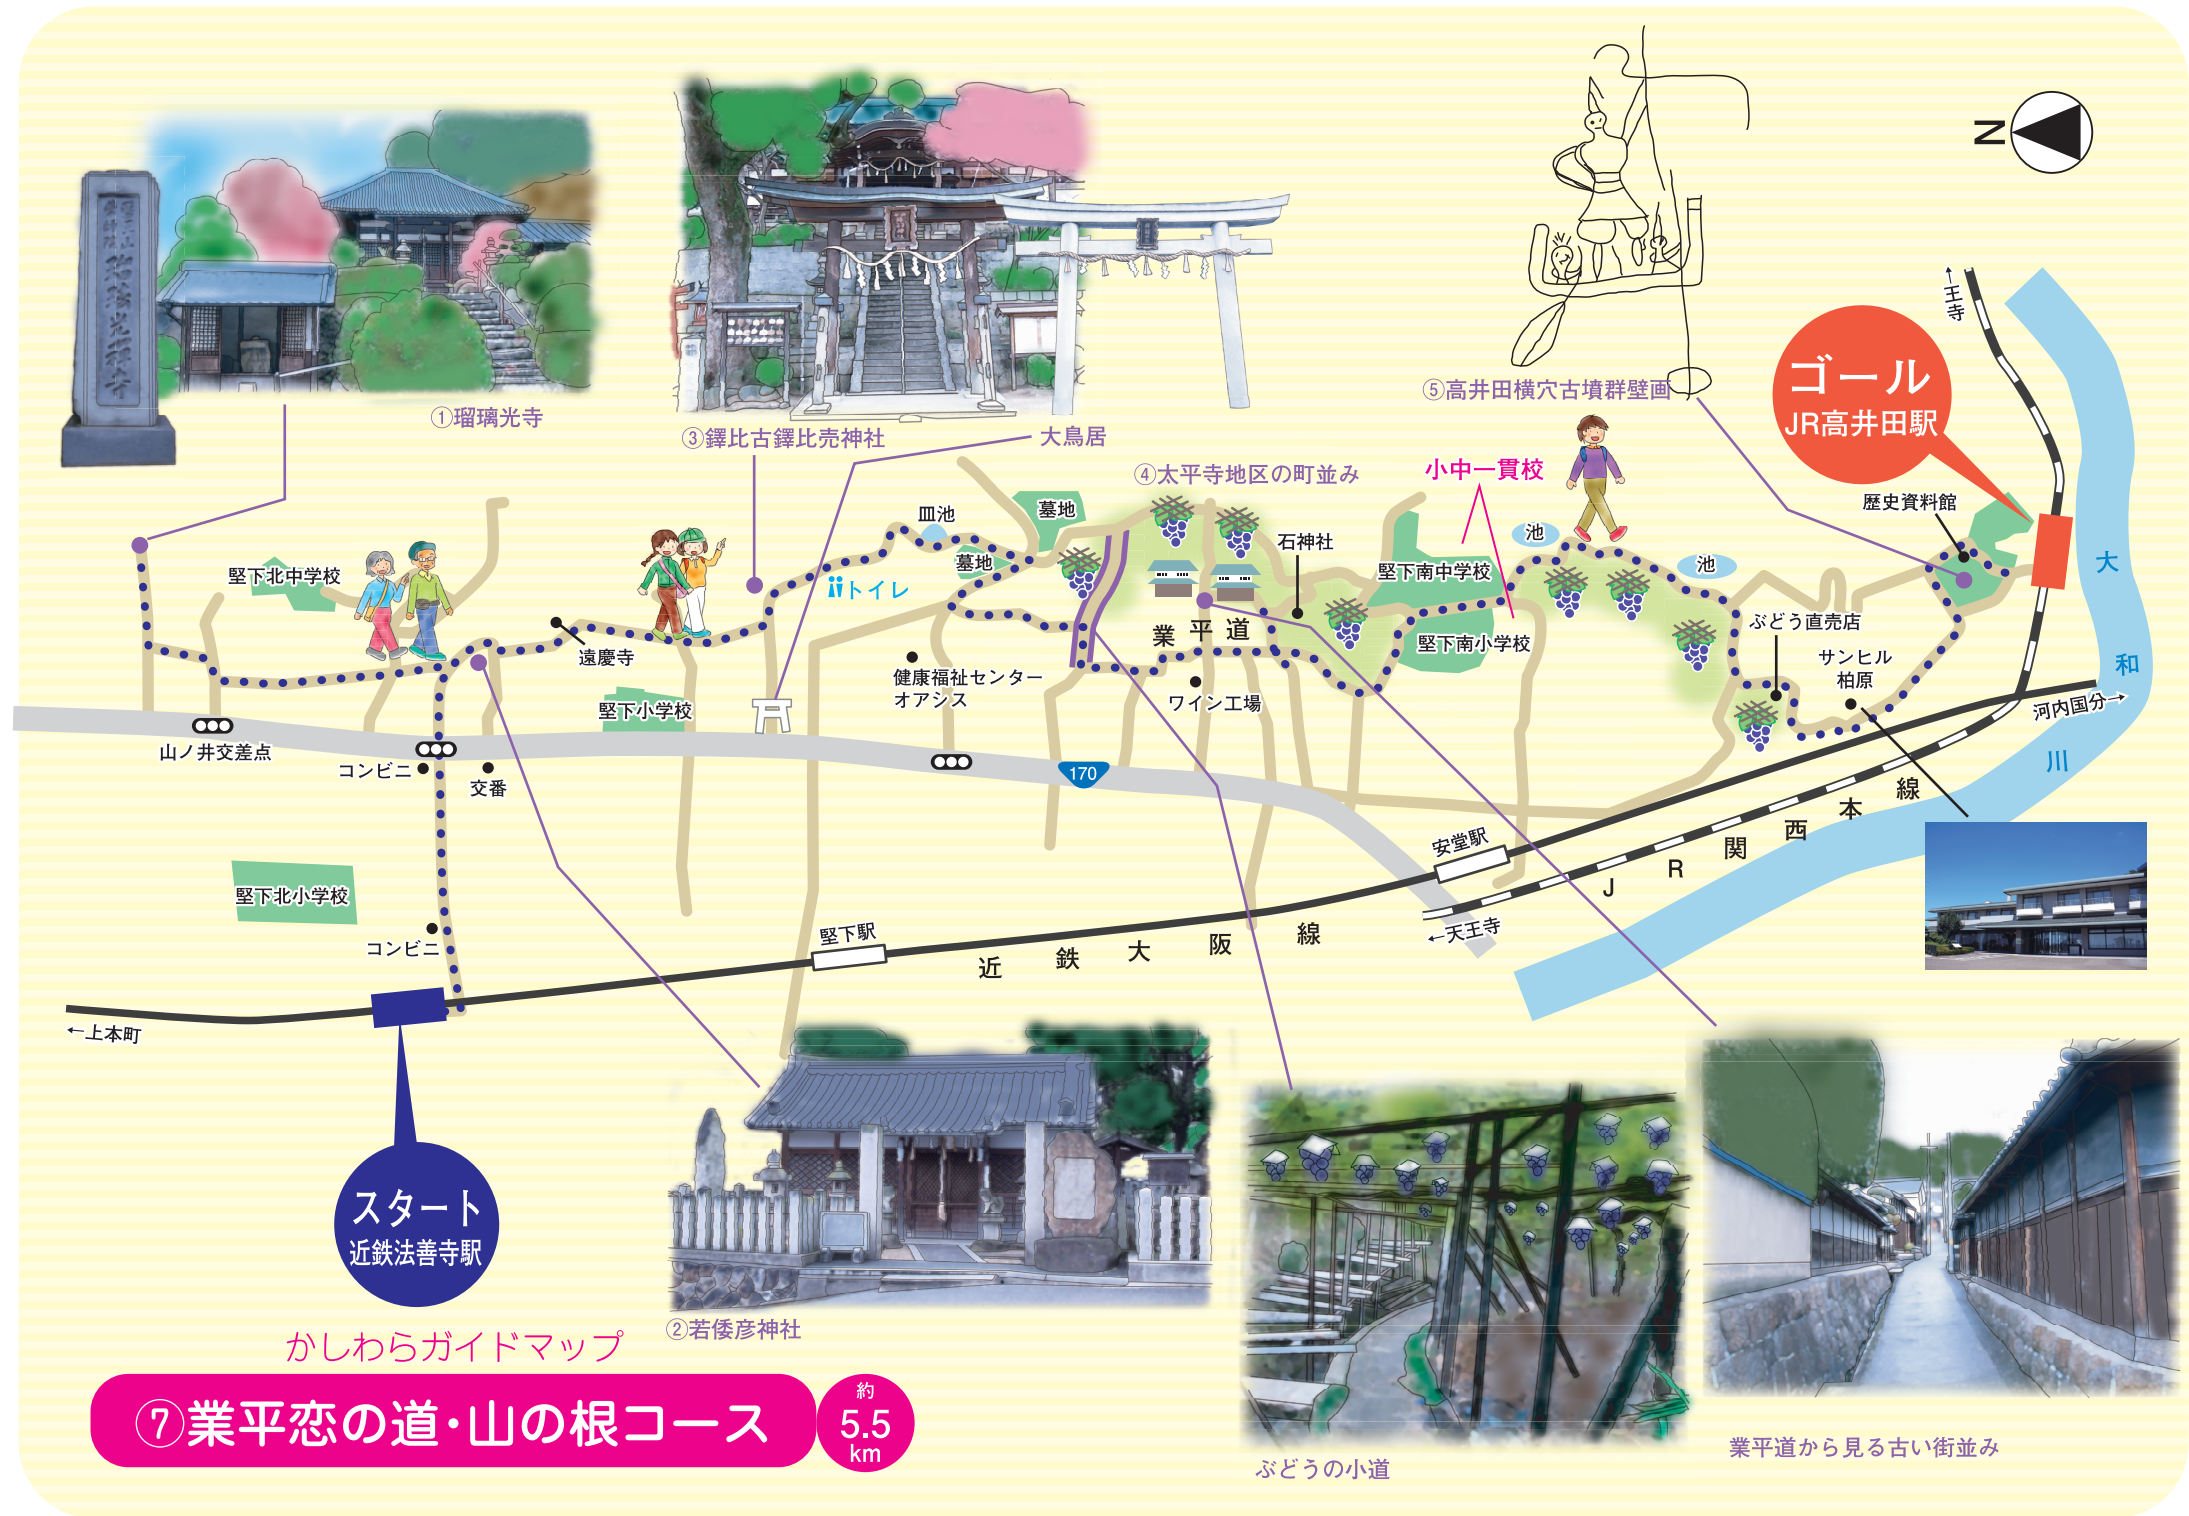 N
①瑠璃光寺
③鐸比古鐸比売神社
大鳥居
④太平寺地区の町並み
⑤高井田横穴古墳群壁画
小中一貫校
ゴール
JR高井田駅
↑王寺
歴史資料館
皿池
墓地
墓地
池
池
石神社
堅下北中学校
トイレ
堅下南中学校
堅下南小学校
業平道
ぶどう直売店
サンヒル
柏原
遠慶寺
健康福祉センター
オアシス
堅下小学校
ワイン工場
大和川
河内国分→
山ノ井交差点
コンビニ
交番
170
安堂駅
JR関西本線
←天王寺
堅下北小学校
コンビニ
堅下駅
近鉄大阪線
←上本町
スタート
近鉄法善寺駅
②若倭彦神社
ぶどうの小道
業平道から見る古い街並み
かしわらガイドマップ
⑦業平恋の道・山の根コース
約
5.5
km